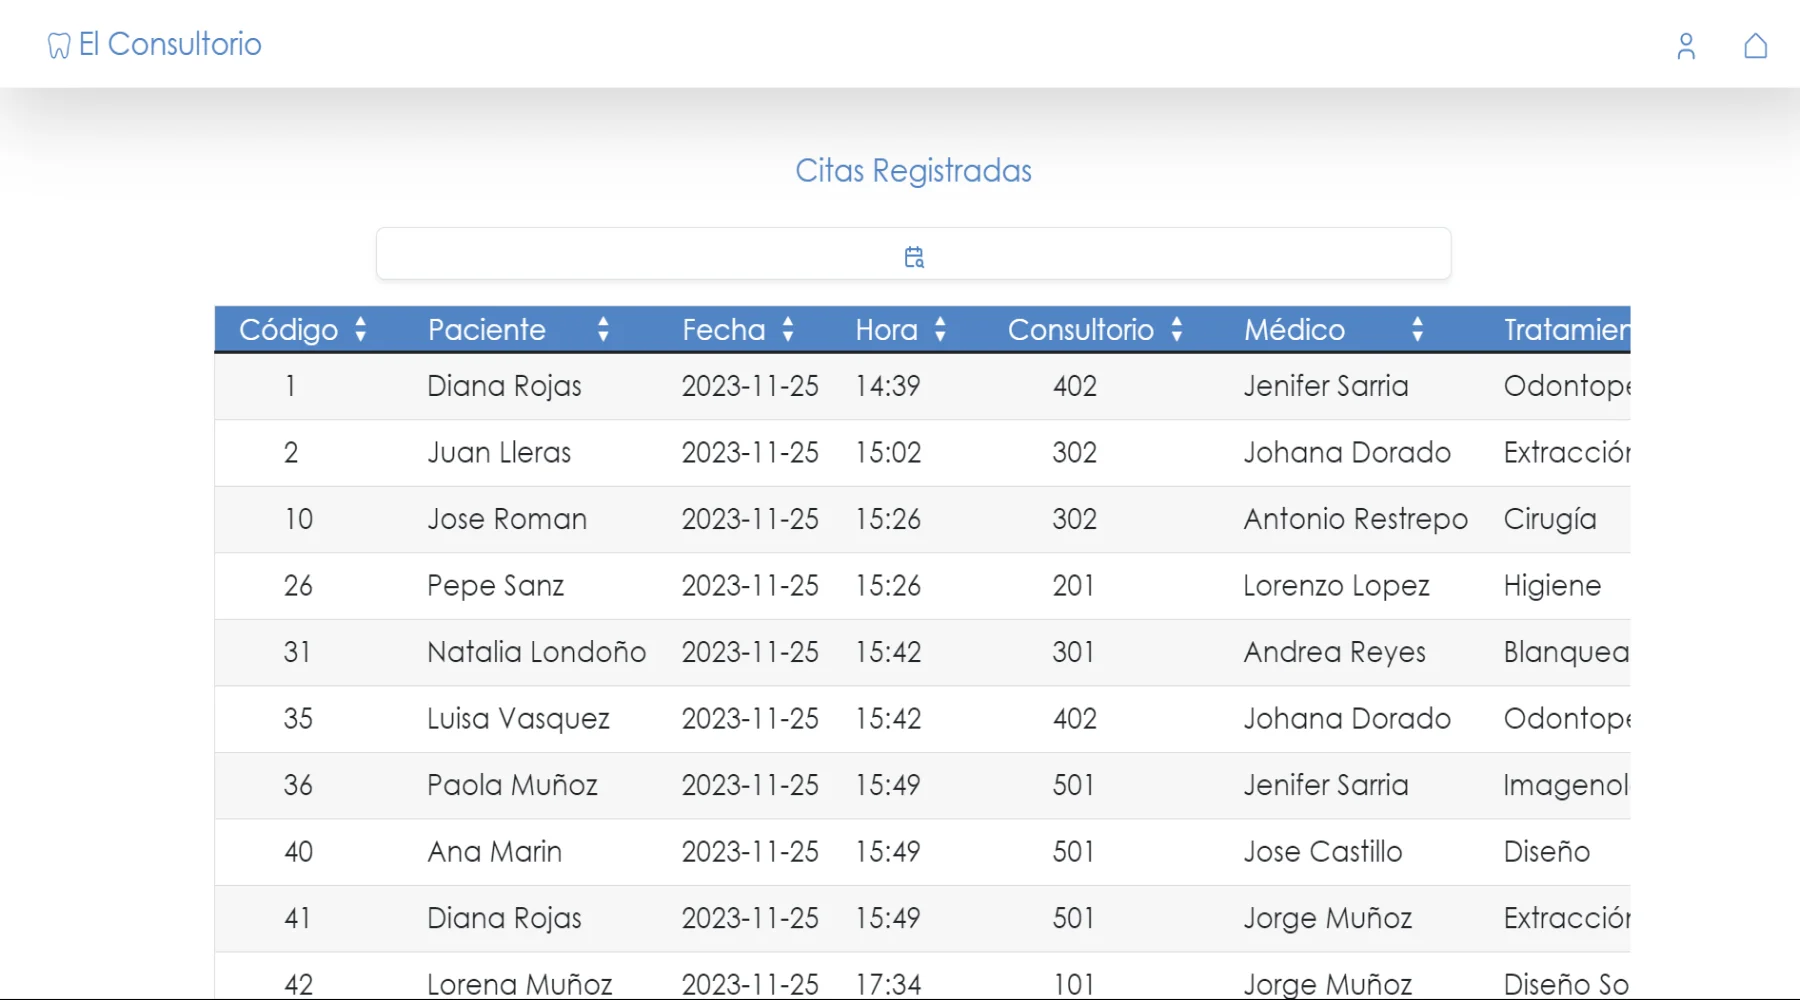 El Consultorio
Citas Registradas
Código Paciente Fecha Hora Consultorio Médico Tratamien
1 Diana Rojas 2023-11-25 14:39 402 Jenifer Sarria Odontope
2 Juan Lleras 2023-11-25 15:02 302 Johana Dorado Extracción
10 Jose Roman 2023-11-25 15:26 302 Antonio Restrepo Cirugía
26 Pepe Sanz 2023-11-25 15:26 201 Lorenzo Lopez Higiene
31 Natalia Londoño 2023-11-25 15:42 301 Andrea Reyes Blanquea
35 Luisa Vasquez 2023-11-25 15:42 402 Johana Dorado Odontope
36 Paola Muñoz 2023-11-25 15:49 501 Jenifer Sarria Imagenol
40 Ana Marin 2023-11-25 15:49 501 Jose Castillo Diseño
41 Diana Rojas 2023-11-25 15:49 501 Jorge Muñoz Extracción
42 Lorena Muñoz 2023-11-25 17:34 101 Jorge Muñoz Diseño So